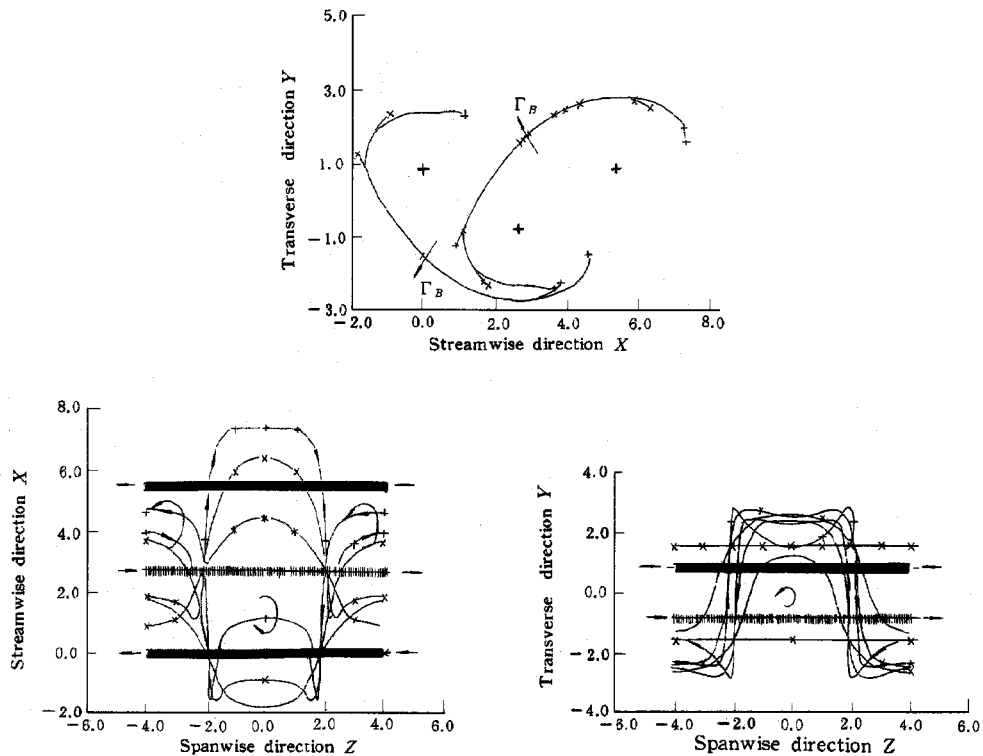 5.0
3.0
1.0
−1.0
−3.0
Transverse direction Y
Γ_B
Γ_B
−2.0 0.0 2.0 4.0 6.0 8.0
Streamwise direction X
8.0
6.0
4.0
2.0
0.0
−2.0
Streamwise direction X
−6.0 −4.0 −2.0 0.0 2.0 4.0 6.0
Spanwise direction Z
4.0
2.0
0.0
−2.0
−4.0
Transverse direction Y
−6.0 −4.0 −2.0 0.0 2.0 4.0 6.0
Spanwise direction Z